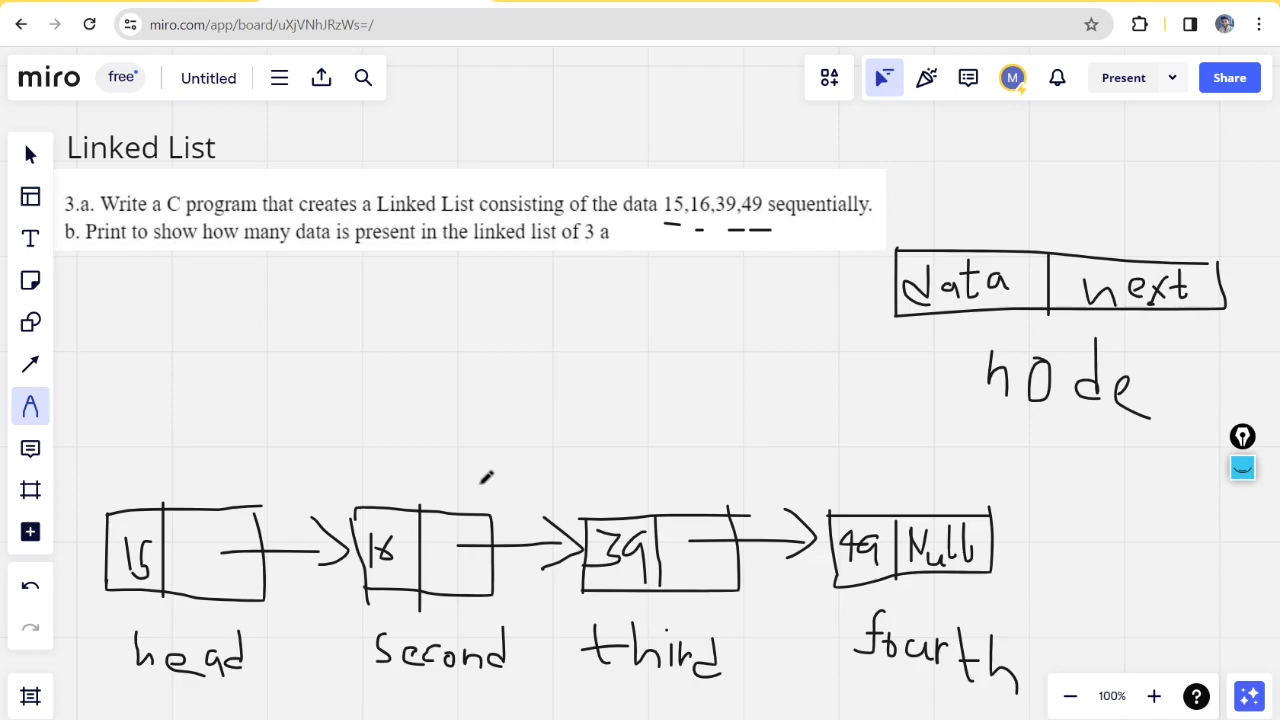 miro.com/app/board/uXjVNhJRzWs=/
miro free Untitled M Present Share
Linked List
3.a. Write a C program that creates a Linked List consisting of the data 15,16,39,49 sequentially.
b. Print to show how many data is present in the linked list of 3 a
data next
node
15 16 39 49 Null
head second third fourth
100% ?